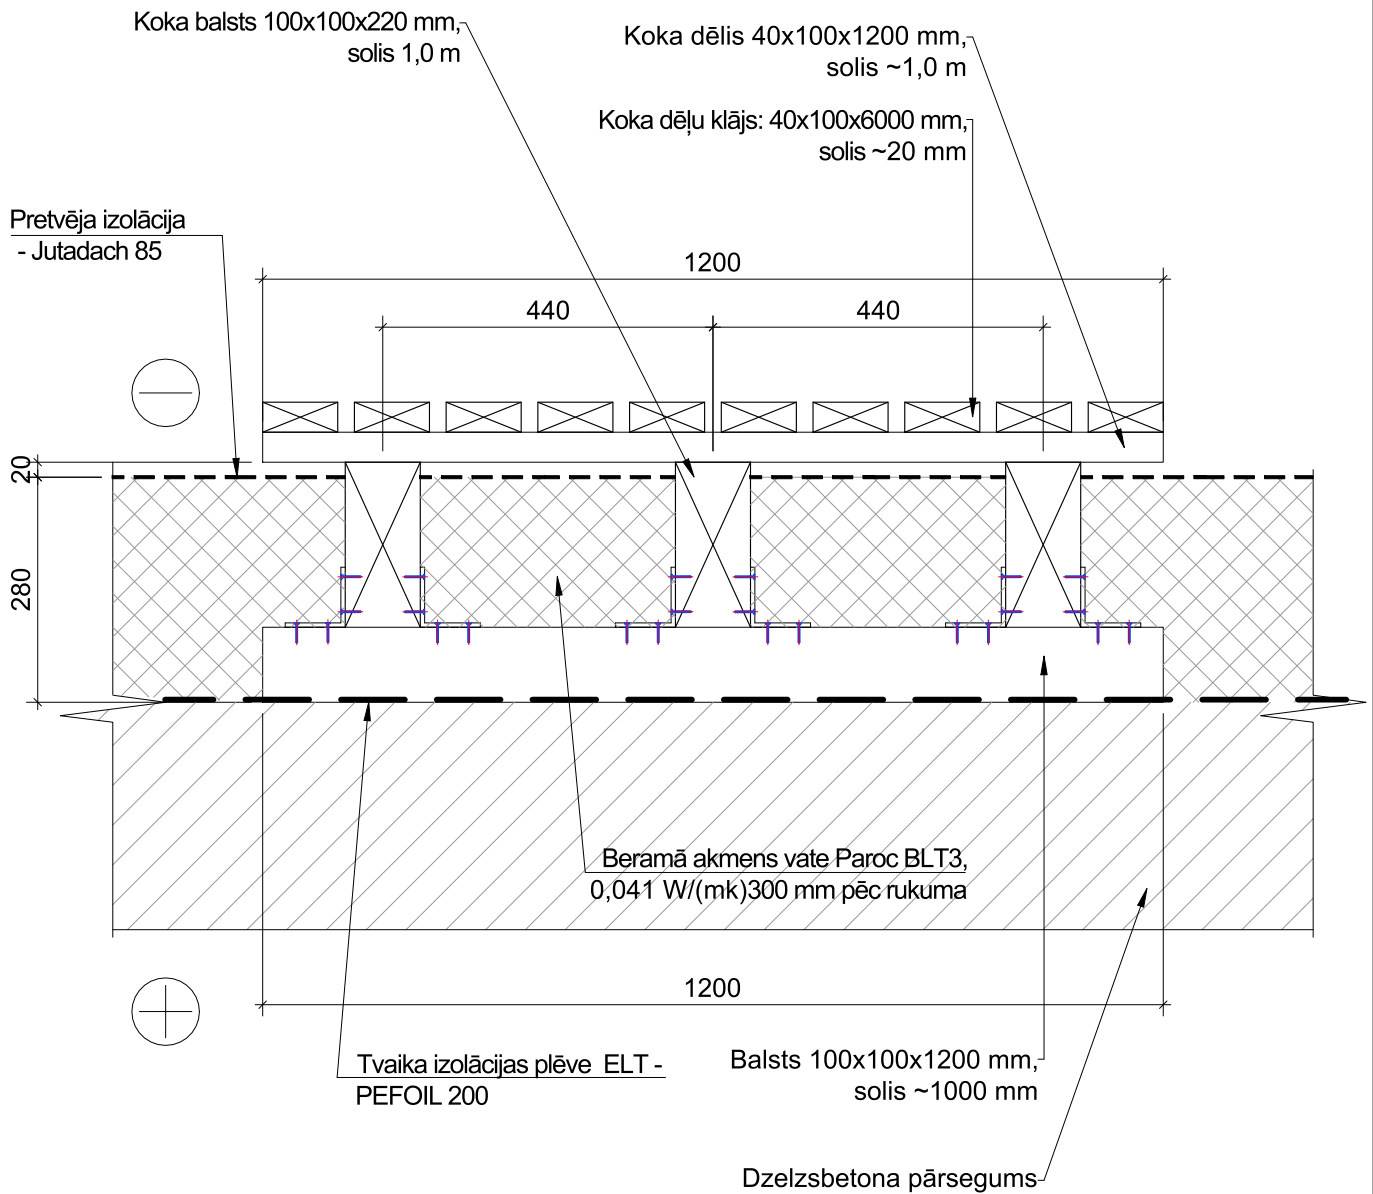 Koka balsts 100x100x220 mm,
solis 1,0 m
Koka dēlis 40x100x1200 mm,
solis ~1,0 m
Koka dēļu klājs: 40x100x6000 mm,
solis ~20 mm
Pretvēja izolācija
- Jutadach 85
1200
440
440
20
280
Beramā akmens vate Paroc BLT3,
0,041 W/(mk)300 mm pēc rukuma
1200
Tvaika izolācijas plēve ELT -
PEFOIL 200
Balsts 100x100x1200 mm,
solis ~1000 mm
Dzelzsbetona pārsegums